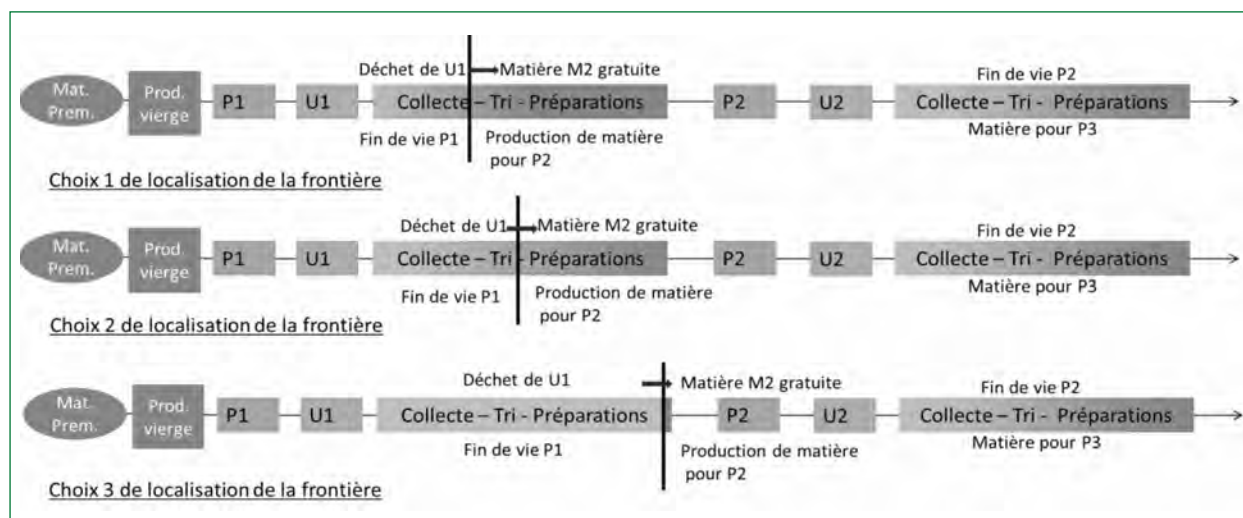 Déchet de U1 Matière M2 gratuite Fin de vie P2
Mat.
Prem.
Prod.
vierge
P1 U1 Collecte – Tri - Préparations P2 U2 Collecte – Tri - Préparations
Fin de vie P1 Production de matière
pour P2
Matière pour P3
Choix 1 de localisation de la frontière
Déchet de U1 Matière M2 gratuite Fin de vie P2
Mat.
Prem.
Prod.
vierge
P1 U1 Collecte – Tri - Préparations P2 U2 Collecte – Tri - Préparations
Fin de vie P1 Production de matière
pour P2
Matière pour P3
Choix 2 de localisation de la frontière
Déchet de U1 Matière M2 gratuite Fin de vie P2
Mat.
Prem.
Prod.
vierge
P1 U1 Collecte – Tri - Préparations P2 U2 Collecte – Tri - Préparations
Fin de vie P1 Production de matière
pour P2
Matière pour P3
Choix 3 de localisation de la frontière